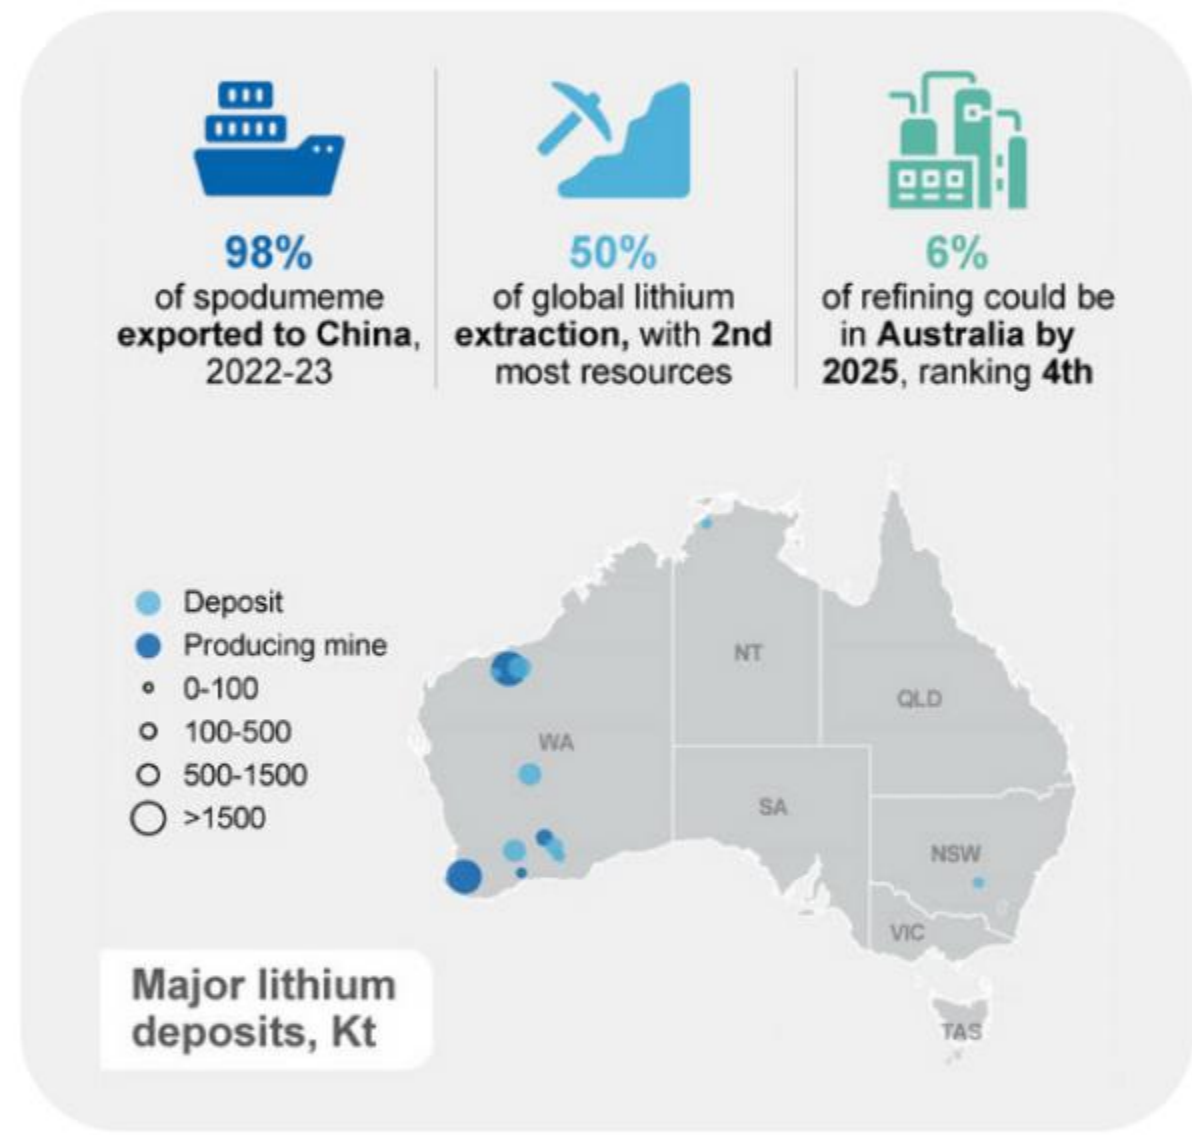 98%
of spodumeme
exported to China,
2022-23
50%
of global lithium
extraction, with 2nd
most resources
6%
of refining could be
in Australia by
2025, ranking 4th
Deposit
Producing mine
0-100
100-500
500-1500
>1500
NT
QLD
WA
SA
NSW
VIC
TAS
Major lithium
deposits, Kt